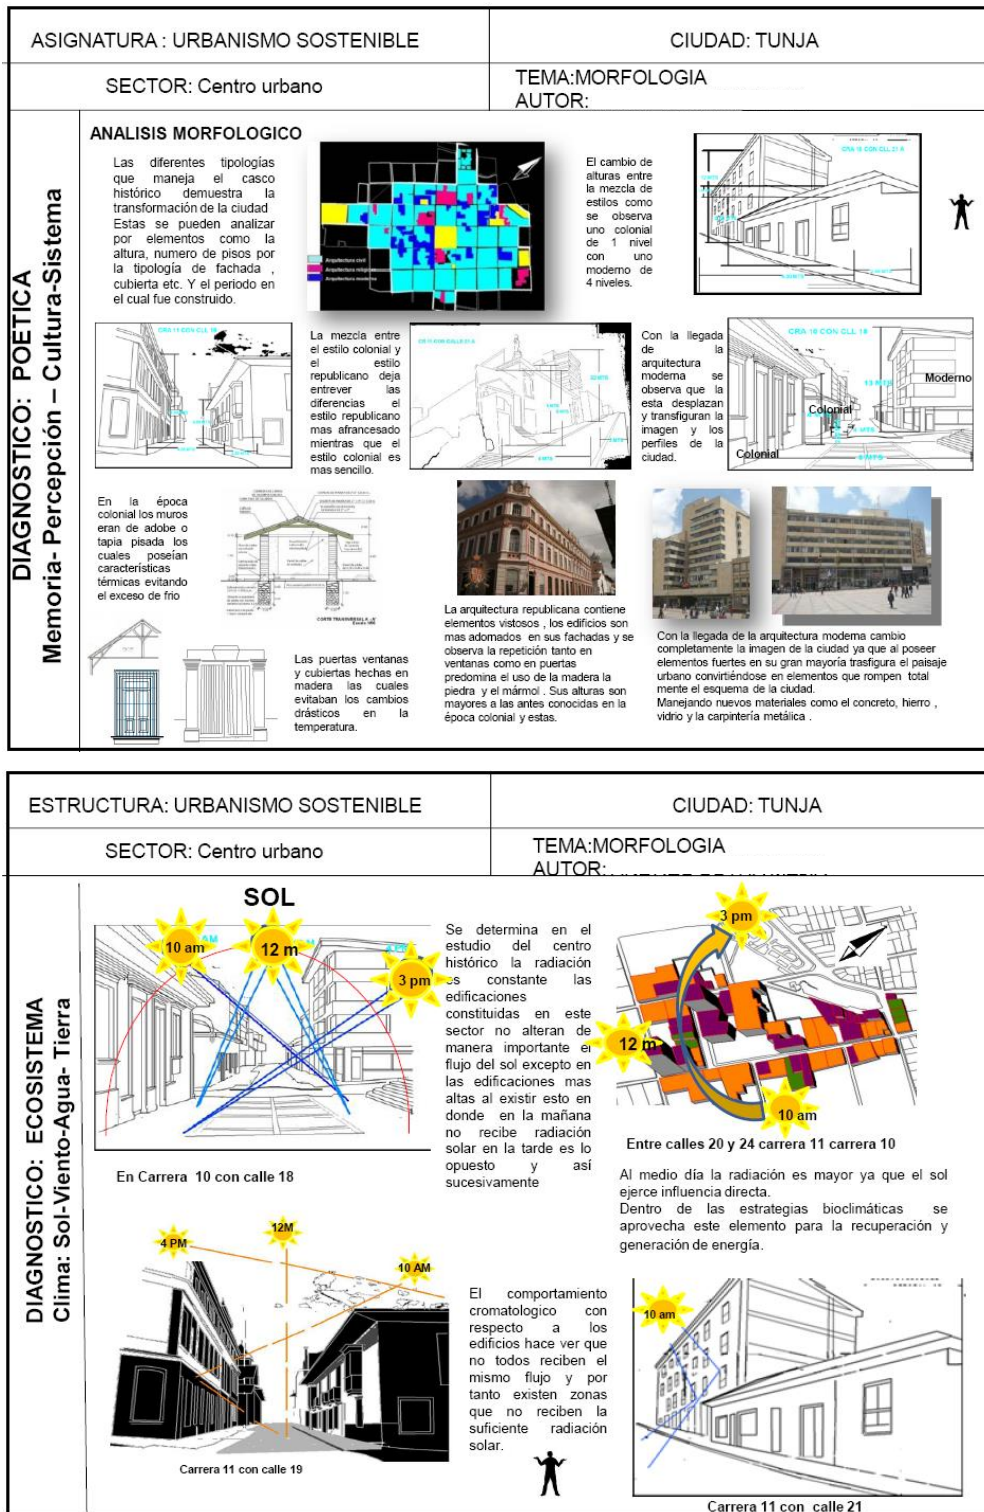 ASIGNATURA : URBANISMO SOSTENIBLE
CIUDAD: TUNJA
SECTOR: Centro urbano
TEMA:MORFOLOGIA
AUTOR:
DIAGNOSTICO: POETICA
Memoria- Percepción – Cultura-Sistema
ANALISIS MORFOLOGICO
Las diferentes tipologías
que maneja el casco
histórico demuestra la
transformación de la ciudad
Estas se pueden analizar
por elementos como la
altura, numero de pisos por
la tipología de fachada ,
cubierta etc. Y el periodo en
el cual fue construido.
Arquitectura civil
Arquitectura religiosa
Arquitectura moderna
El cambio de
alturas entre
la mezcla de
estilos como
se observa
uno colonial
de 1 nivel
con uno
moderno de
4 niveles.
CRA 11 CON CLL 18
La mezcla entre
el estilo colonial y
el estilo
republicano deja
entrever las
diferencias el
estilo republicano
mas afrancesado
mientras que el
estilo colonial es
mas sencillo.
Con la llegada
de la
arquitectura
moderna se
observa que la
esta desplazan
y transfiguran la
imagen y los
perfiles de la
ciudad.
CRA 10 CON CLL 18
13 MTS
Moderno
Colonial
Colonial
En la época
colonial los muros
eran de adobe o
tapia pisada los
cuales poseían
características
térmicas evitando
el exceso de frio
Las puertas ventanas
y cubiertas hechas en
madera las cuales
evitaban los cambios
drásticos en la
temperatura.
La arquitectura republicana contiene
elementos vistosos , los edificios son
mas adornados en sus fachadas y se
observa la repetición tanto en
ventanas como en puertas
predomina el uso de la madera la
piedra y el mármol . Sus alturas son
mayores a las antes conocidas en la
época colonial y estas.
Con la llegada de la arquitectura moderna cambio
completamente la imagen de la ciudad ya que al poseer
elementos fuertes en su gran mayoría trasfigura el paisaje
urbano convirtiéndose en elementos que rompen total
mente el esquema de la ciudad.
Manejando nuevos materiales como el concreto, hierro ,
vidrio y la carpintería metálica .
ESTRUCTURA: URBANISMO SOSTENIBLE
CIUDAD: TUNJA
SECTOR: Centro urbano
TEMA:MORFOLOGIA
AUTOR:
DIAGNOSTICO: ECOSISTEMA
Clima: Sol-Viento-Agua- Tierra
SOL
10 am
12 m
3 pm
En Carrera 10 con calle 18
Se determina en el
estudio del centro
histórico la radiación
es constante las
edificaciones
constituidas en este
sector no alteran de
manera importante el
flujo del sol excepto en
las edificaciones mas
altas al existir esto en
donde en la mañana
no recibe radiación
solar en la tarde es lo
opuesto y así
sucesivamente
3 pm
12 m
10 am
Entre calles 20 y 24 carrera 11 carrera 10
Al medio día la radiación es mayor ya que el sol
ejerce influencia directa.
Dentro de las estrategias bioclimáticas se
aprovecha este elemento para la recuperación y
generación de energía.
4 PM
12M
10 AM
Carrera 11 con calle 19
El comportamiento
cromatologico con
respecto a los
edificios hace ver que
no todos reciben el
mismo flujo y por
tanto existen zonas
que no reciben la
suficiente radiación
solar.
10 am
Carrera 11 con calle 21